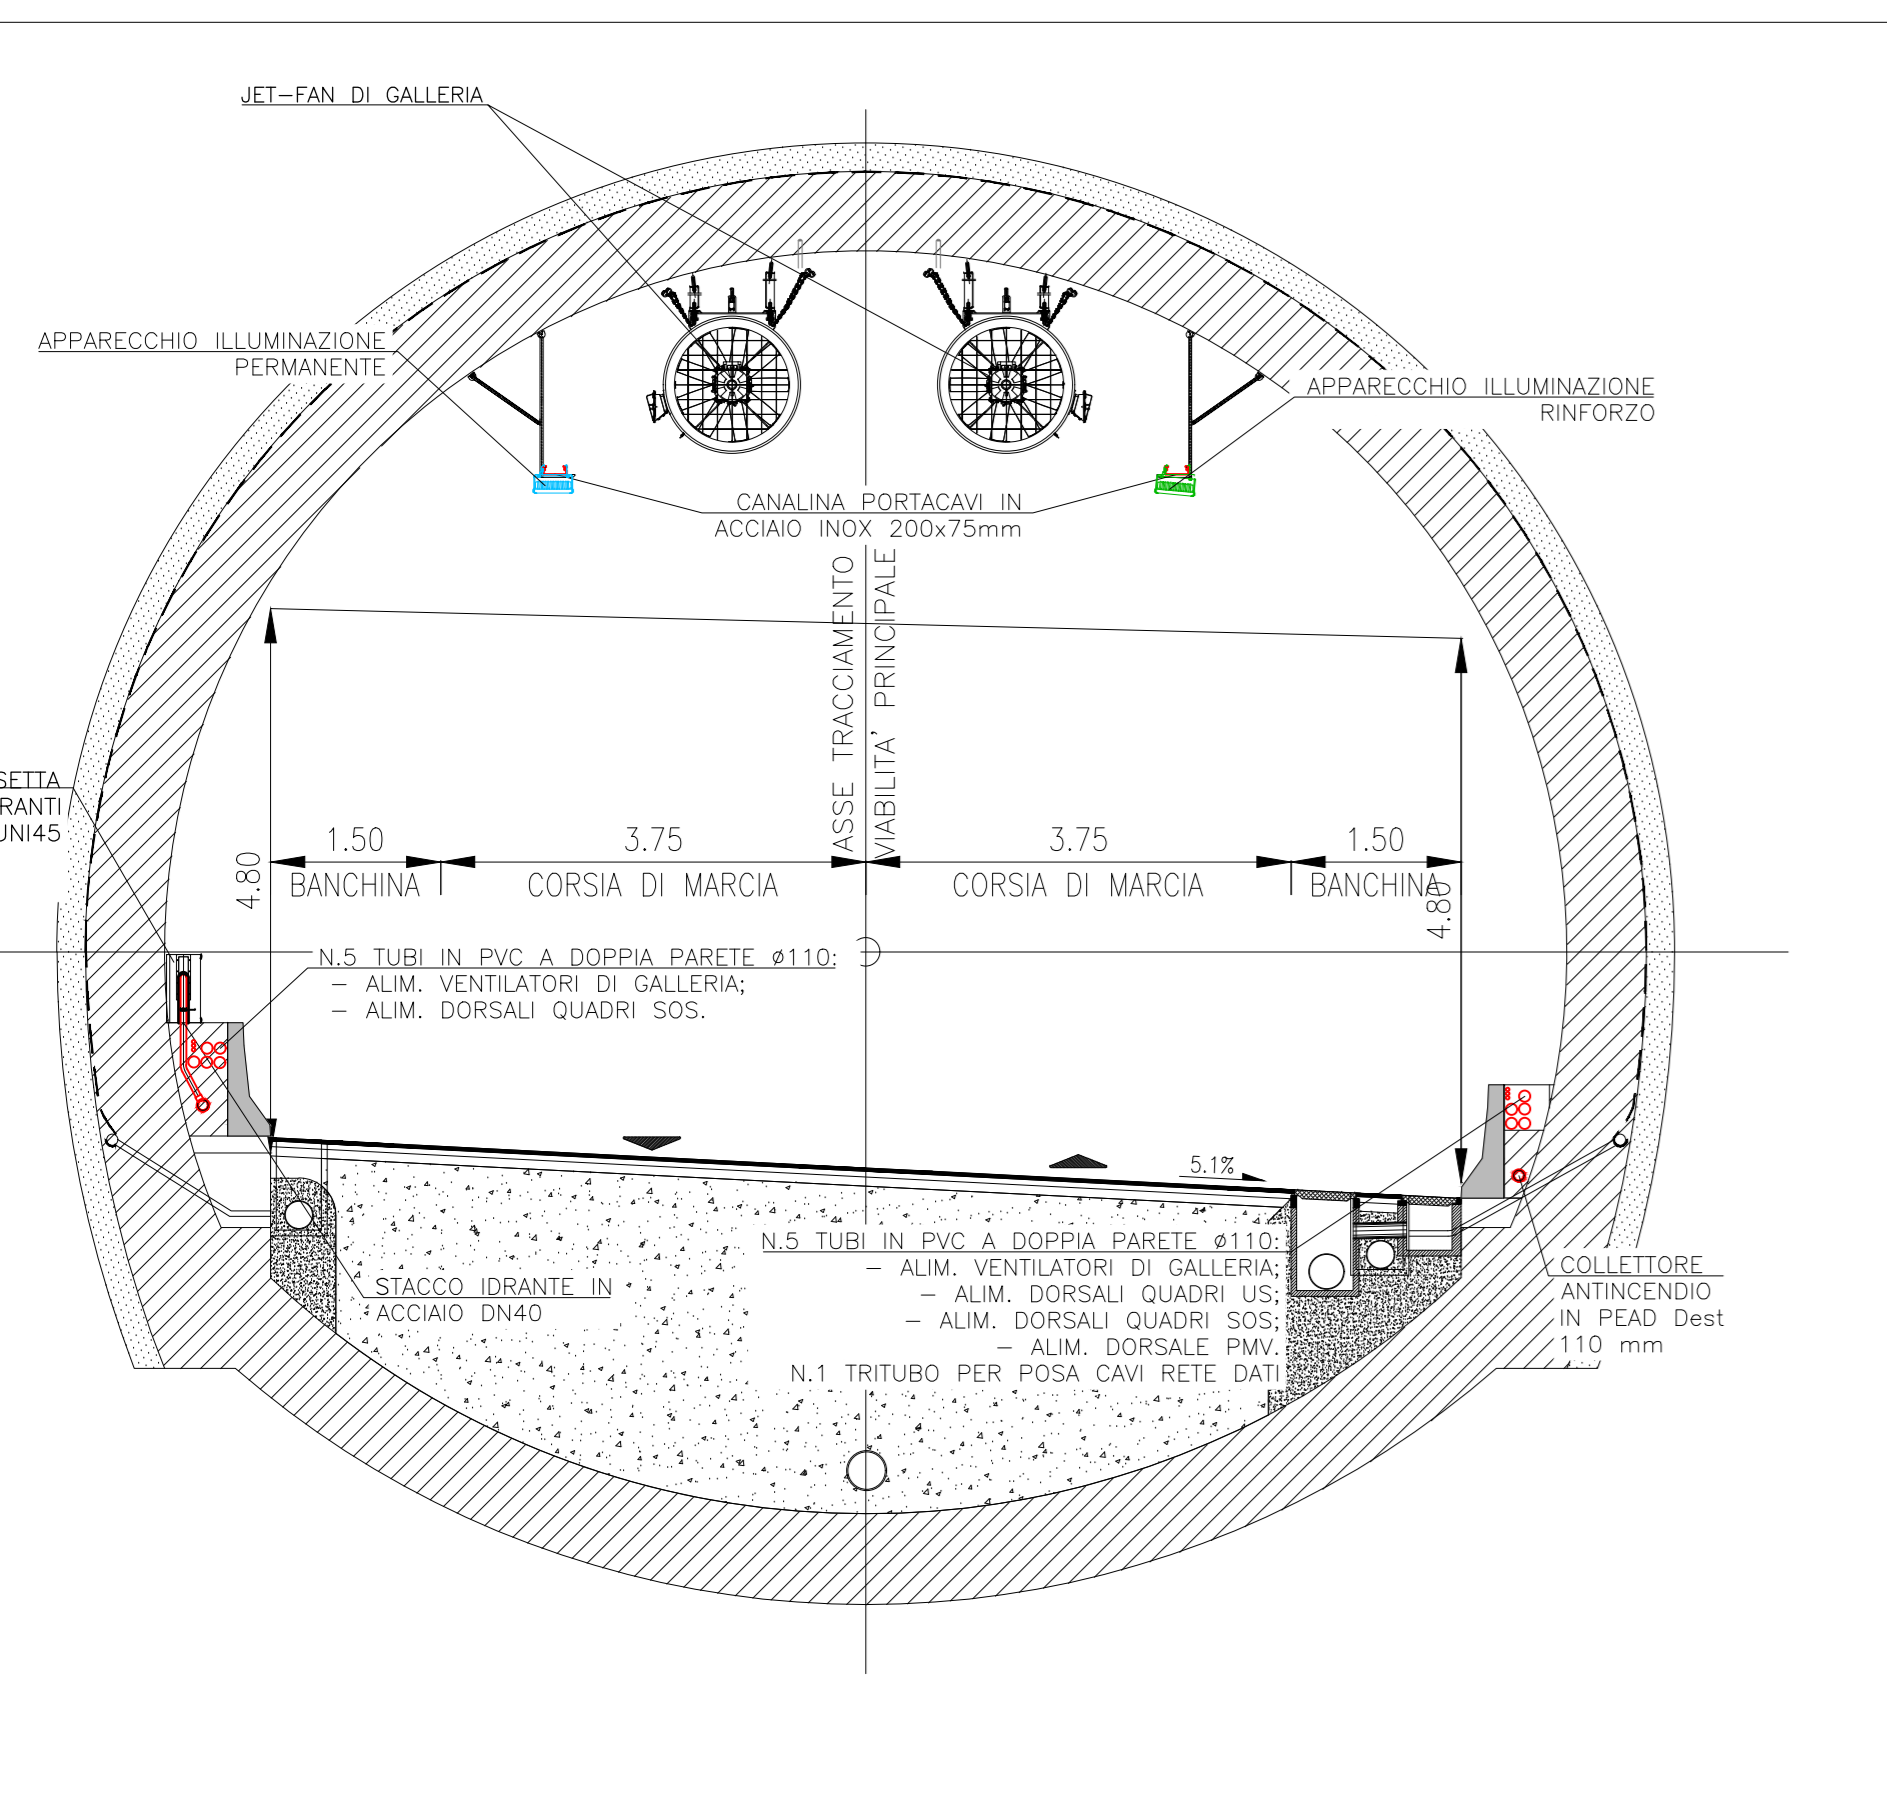 JET-FAN DI GALLERIA
APPARECCHIO ILLUMINAZIONE
PERMANENTE
APPARECCHIO ILLUMINAZIONE
RINFORZO
CANALINA PORTACAVI IN
ACCIAIO INOX 200x75mm
ASSE TRACCIAMENTO
VIABILITA' PRINCIPALE
SETTA
RANTI
UNI45
1.50
3.75
3.75
1.50
BANCHINA
CORSIA DI MARCIA
CORSIA DI MARCIA
BANCHINA
4.80
4.80
N.5 TUBI IN PVC A DOPPIA PARETE ø110:
- ALIM. VENTILATORI DI GALLERIA;
- ALIM. DORSALI QUADRI SOS.
5.1%
N.5 TUBI IN PVC A DOPPIA PARETE ø110:
- ALIM. VENTILATORI DI GALLERIA;
- ALIM. DORSALI QUADRI US;
- ALIM. DORSALI QUADRI SOS;
- ALIM. DORSALE PMV.
N.1 TRITUBO PER POSA CAVI RETE DATI
STACCO IDRANTE IN
ACCIAIO DN40
COLLETTORE
ANTINCENDIO
IN PEAD Dest
110 mm